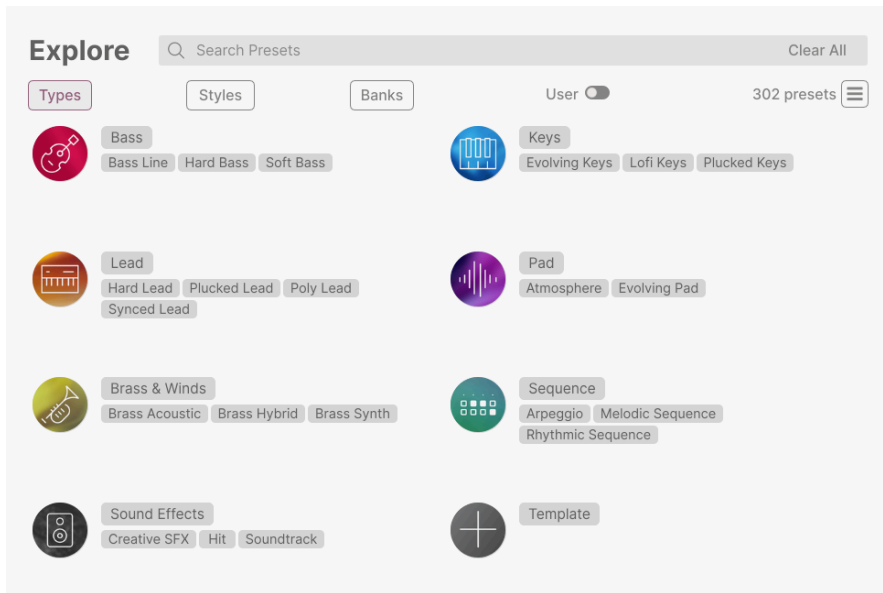 Explore
Search Presets
Clear All
Types
Styles
Banks
User
302 presets
Bass
Bass Line Hard Bass Soft Bass
Keys
Evolving Keys Lofi Keys Plucked Keys
Lead
Hard Lead Plucked Lead Poly Lead
Synced Lead
Pad
Atmosphere Evolving Pad
Brass & Winds
Brass Acoustic Brass Hybrid Brass Synth
Sequence
Arpeggio Melodic Sequence
Rhythmic Sequence
Sound Effects
Creative SFX Hit Soundtrack
Template